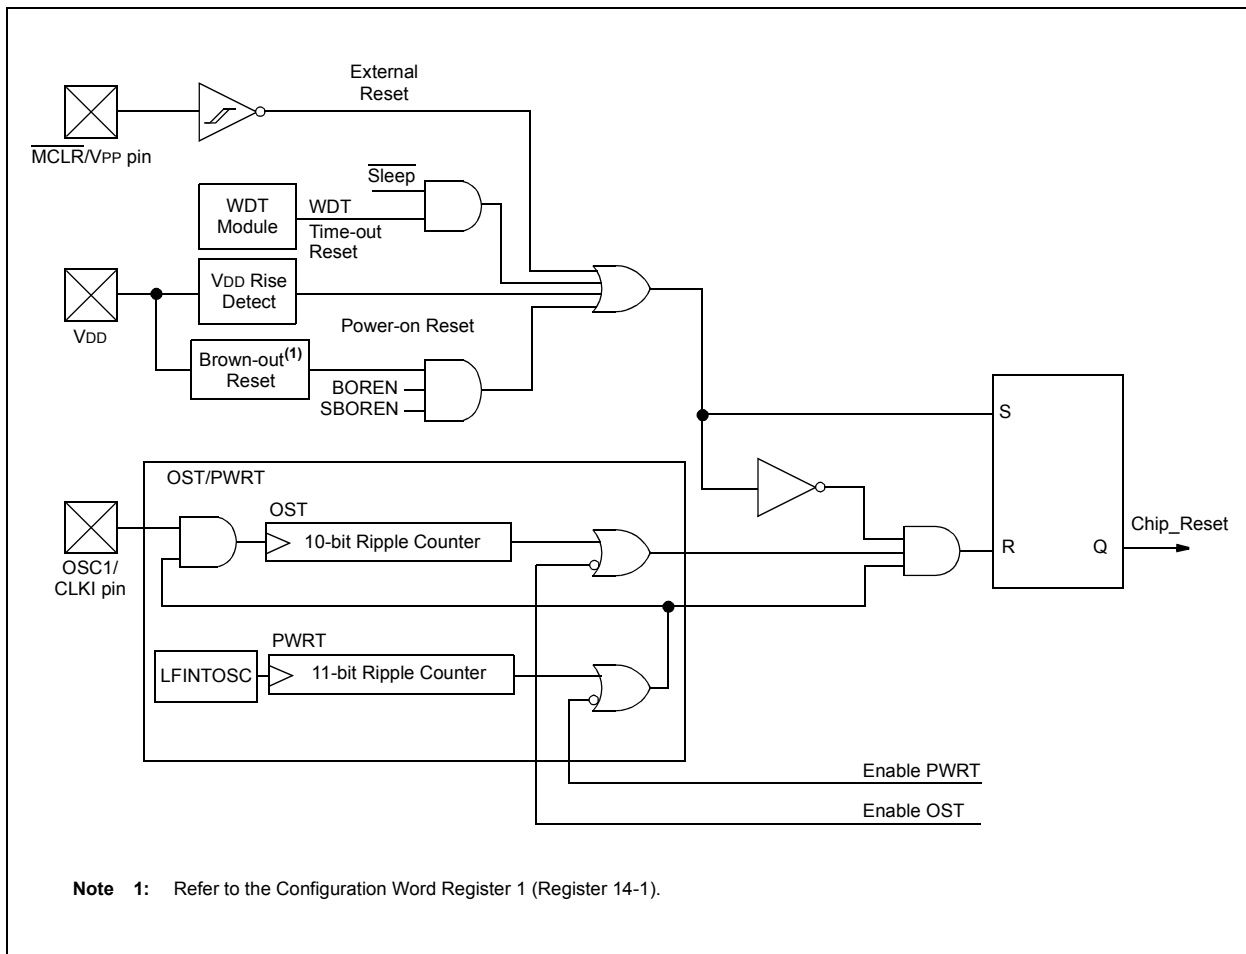 External
Reset
MCLR/VPP pin
Sleep
WDT
Module
WDT
Time-out
Reset
VDD Rise
Detect
VDD
Power-on Reset
Brown-out(1)
Reset
BOREN
SBOREN
S
OST/PWRT
OST
10-bit Ripple Counter
Chip_Reset
R
Q
OSC1/
CLKI pin
PWRT
LFINTOSC
11-bit Ripple Counter
Enable PWRT
Enable OST
Note 1: Refer to the Configuration Word Register 1 (Register 14-1).